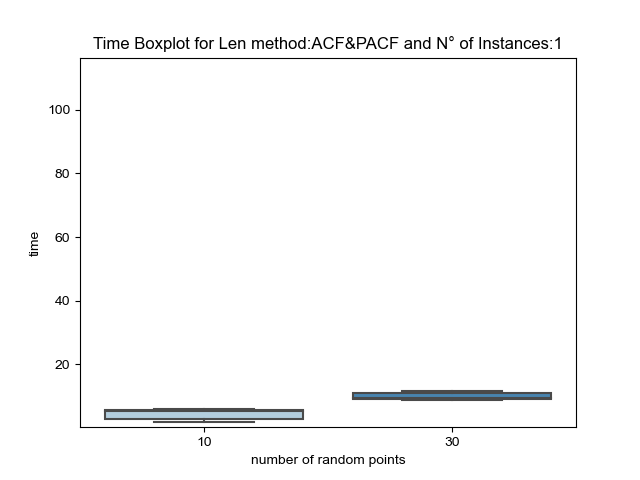 Time Boxplot for Len method:ACF&PACF and N° of Instances:1
100
80
60
40
20
time
10
30
number of random points